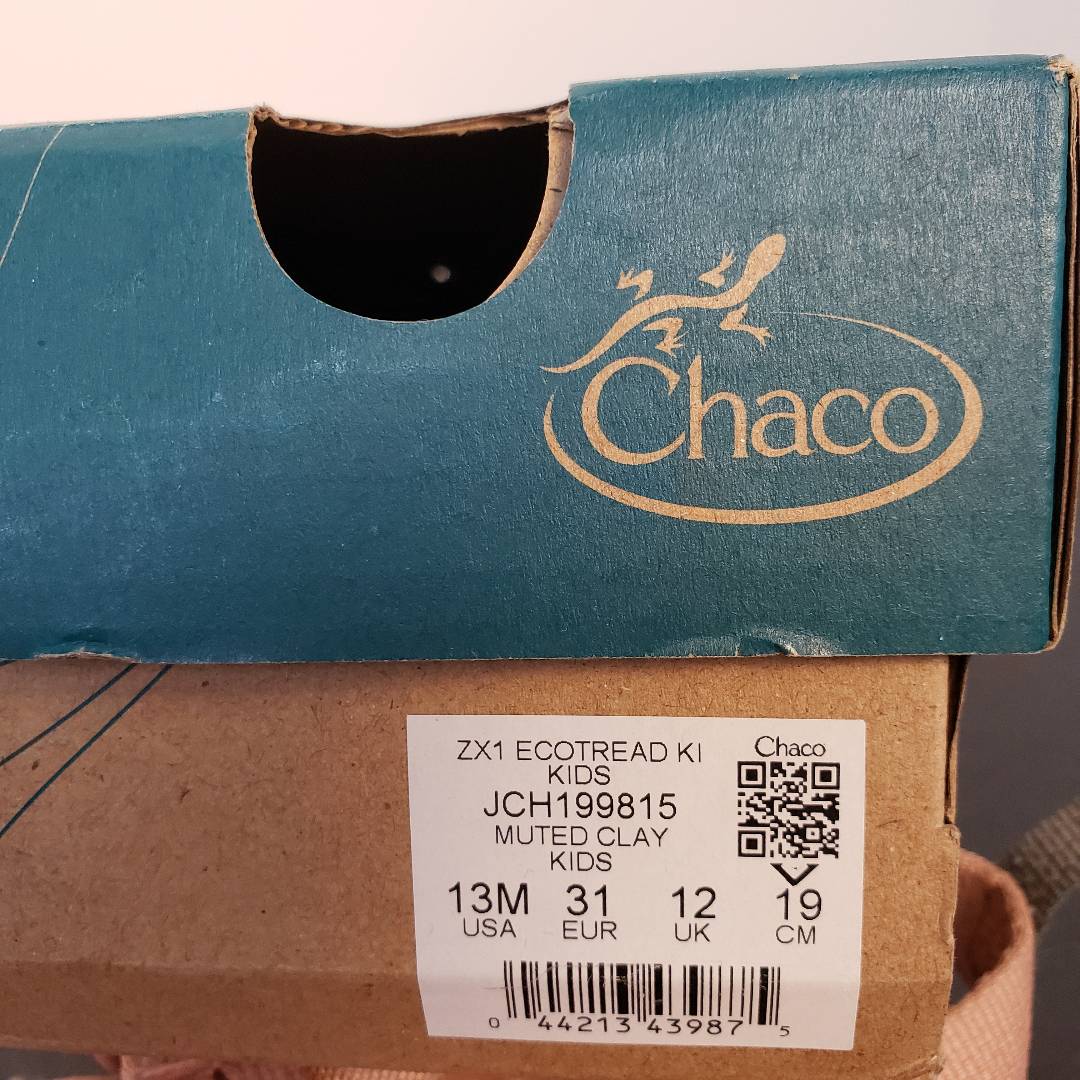 Chaco
ZX1 ECOTREAD KI
KIDS
JCH199815
MUTED CLAY
KIDS
Chaco
13M 31 12 19
USA EUR UK CM
0 44213 43987 5